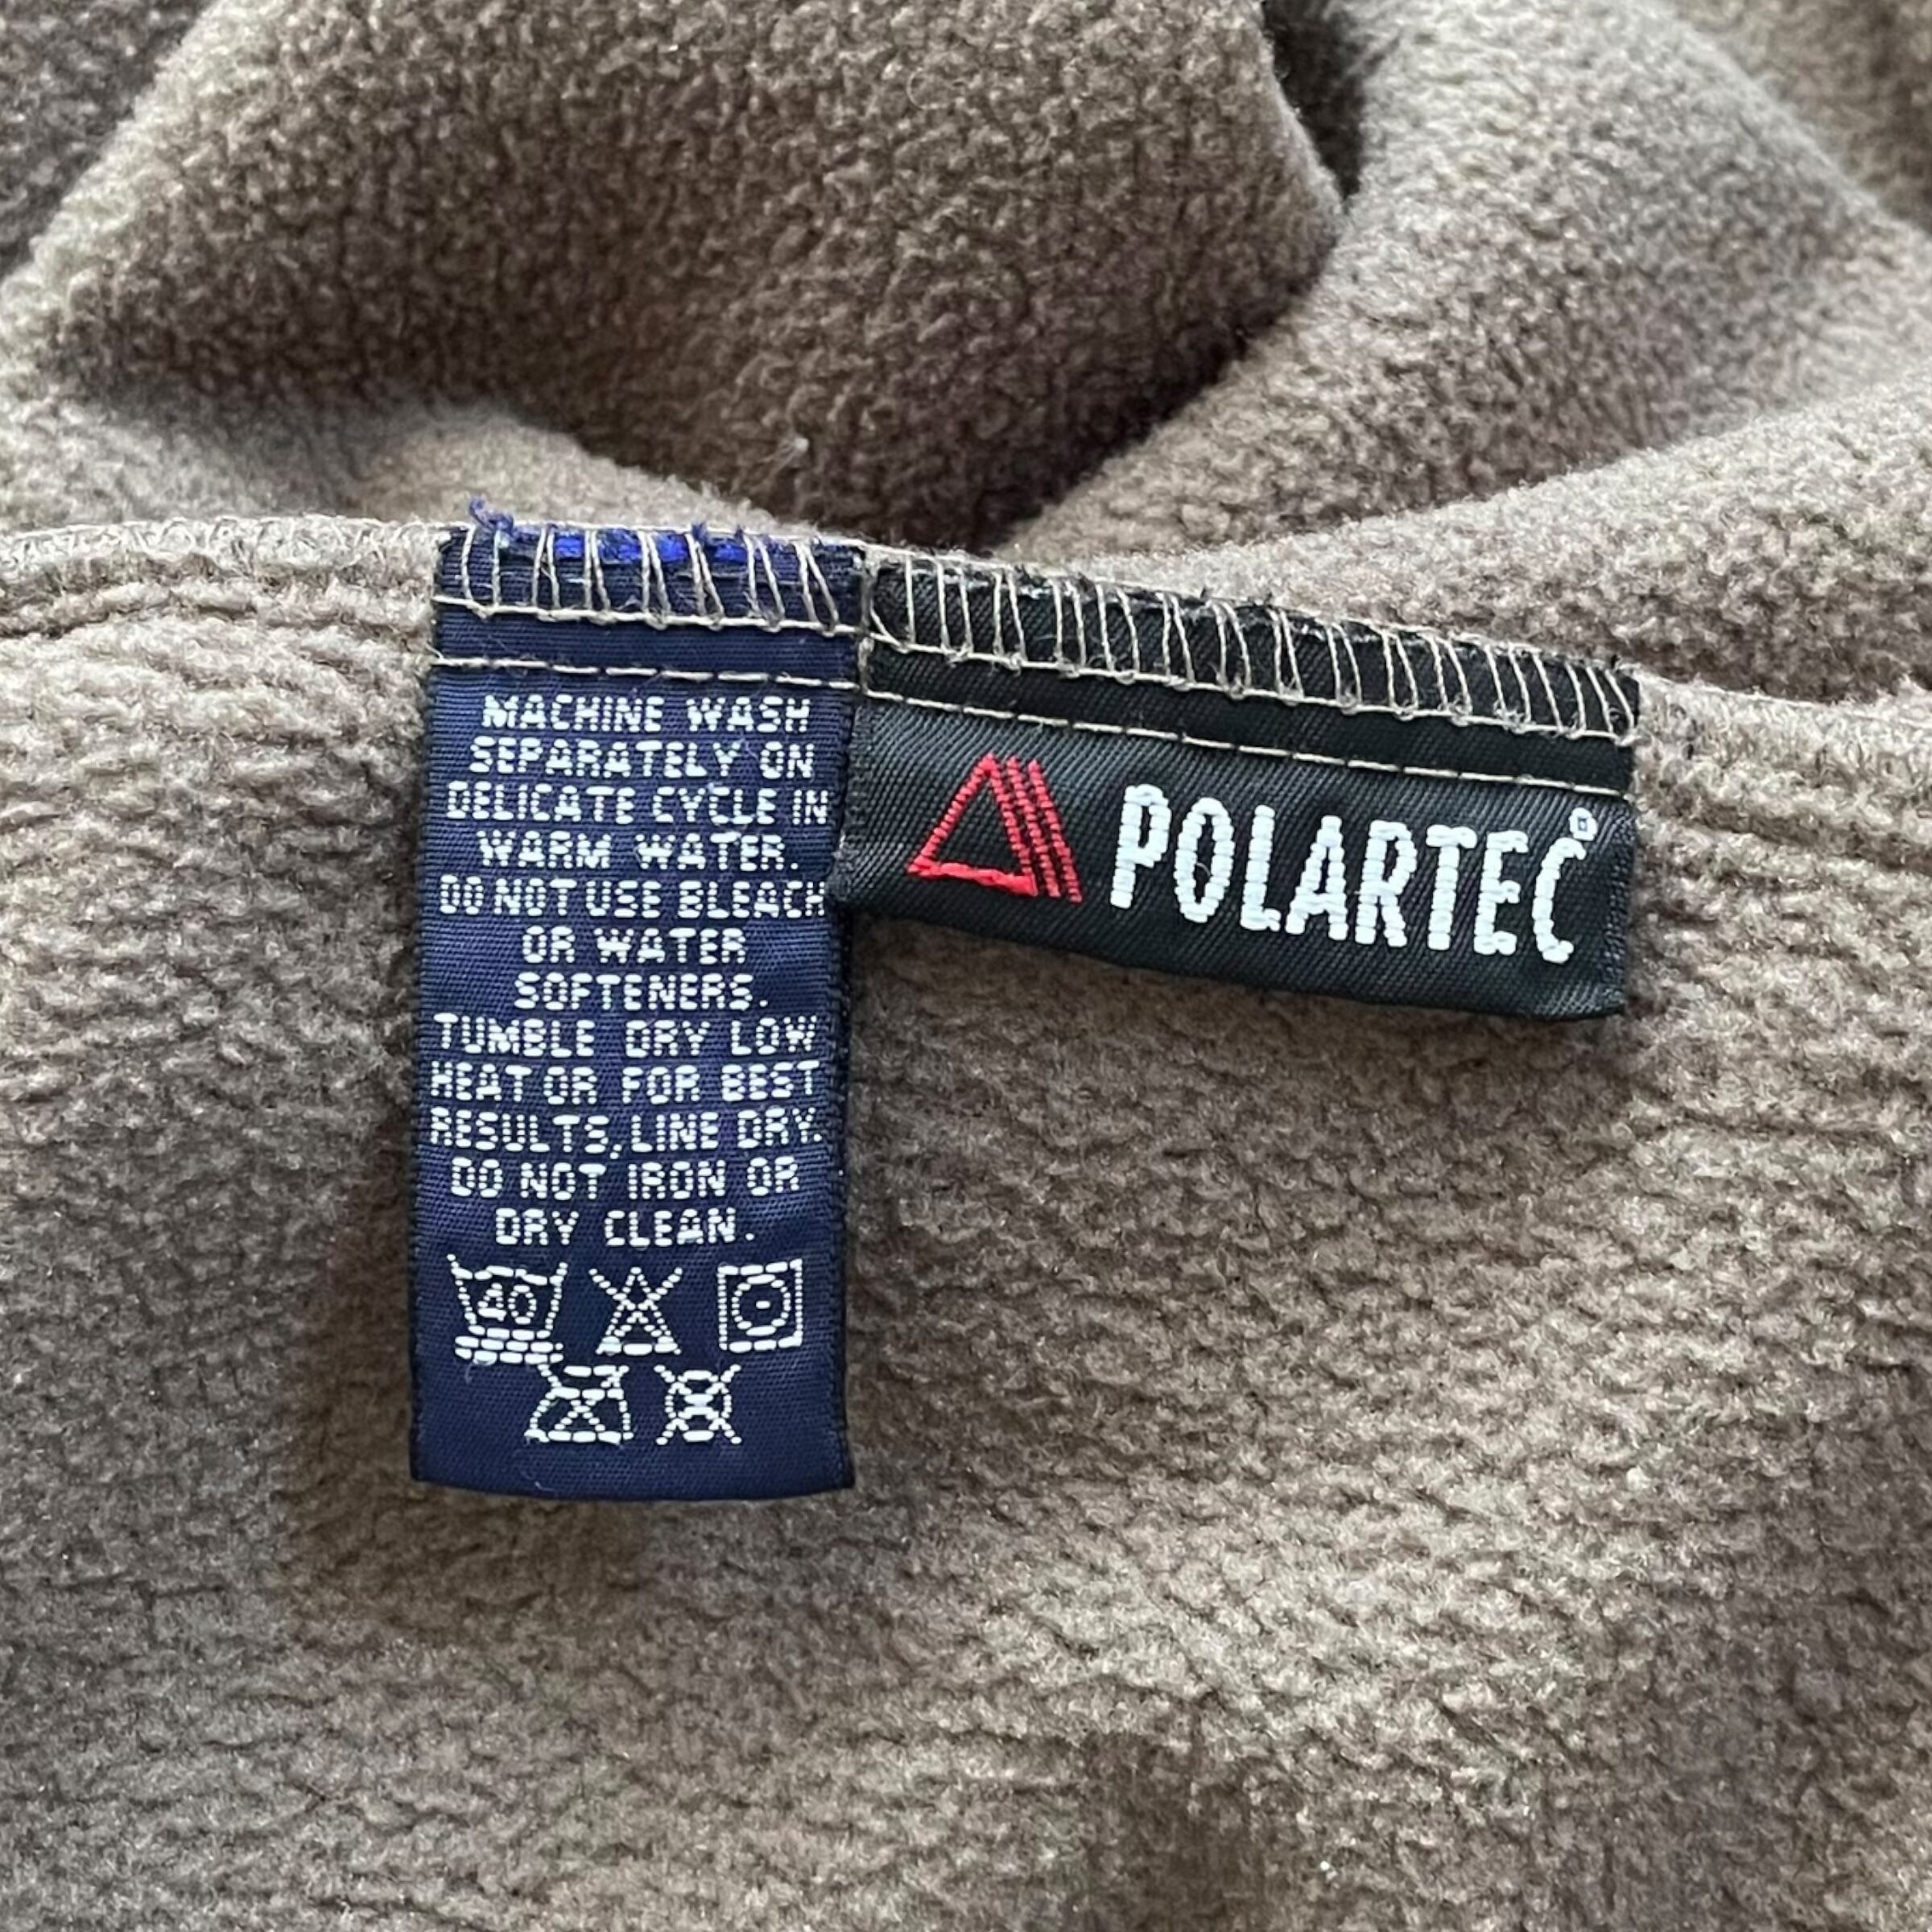 MACHINE WASH
SEPARATELY ON
DELICATE CYCLE IN
WARM WATER.
DO NOT USE BLEACH
OR WATER
SOFTENERS.
TUMBLE DRY LOW
HEAT OR FOR BEST
RESULTS, LINE DRY.
DO NOT IRON OR
DRY CLEAN.
40
POLARTEC®